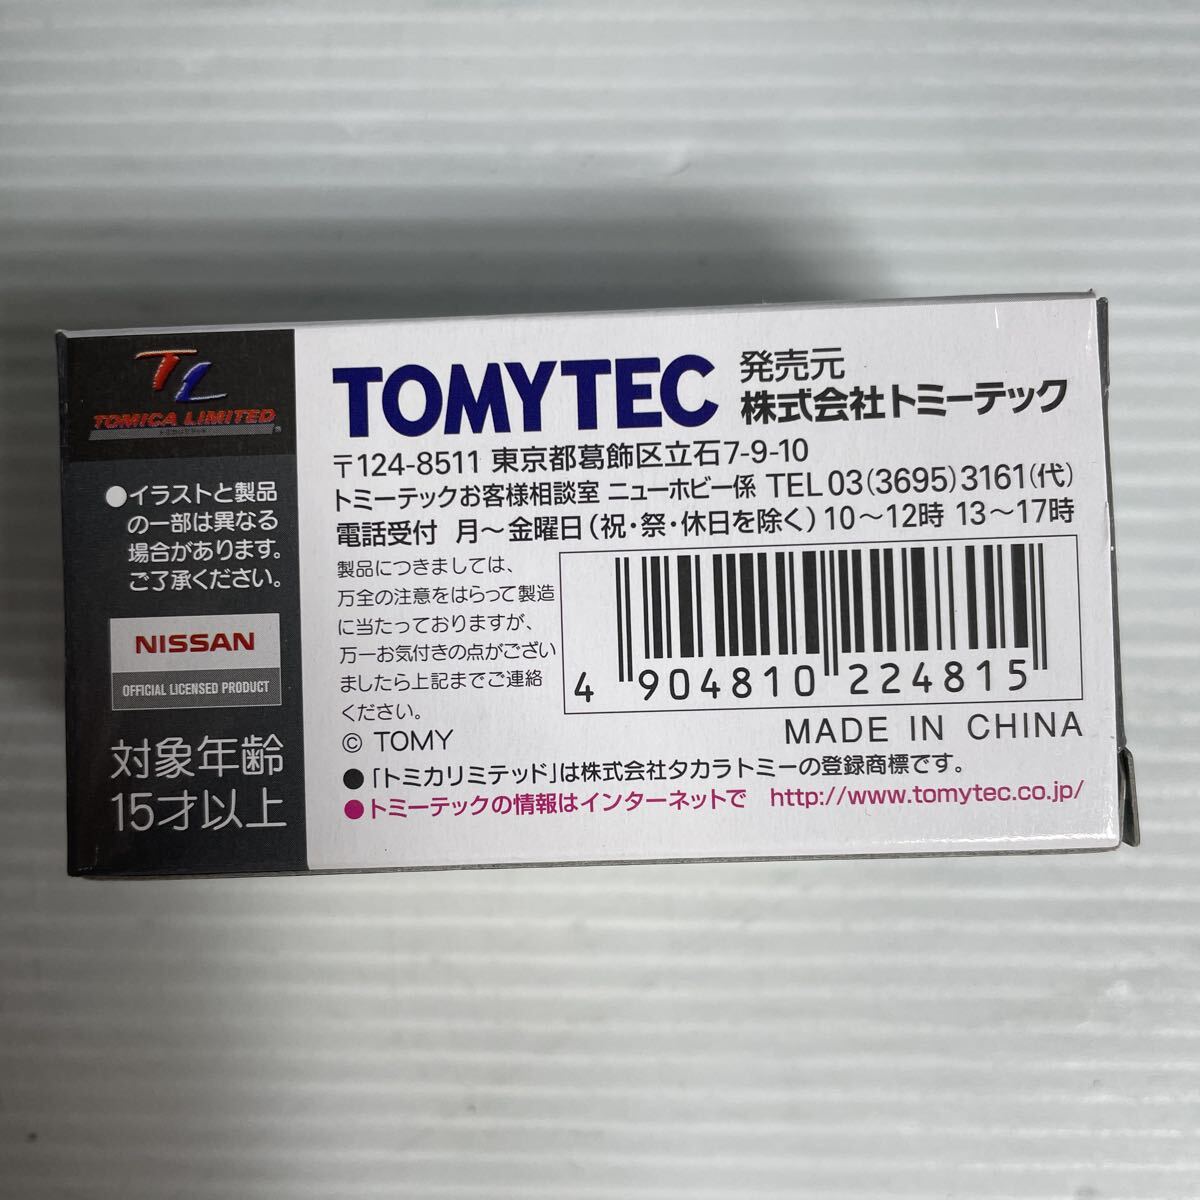 TL
TOMICA LIMITED
●イラストと製品
の一部は異なる
場合があります。
ご了承ください。
NISSAN
OFFICIAL LICENSED PRODUCT
対象年齢
15才以上
TOMYTEC
発売元
株式会社トミーテック
〒124-8511 東京都葛飾区立石7-9-10
トミーテックお客様相談室 ニューホビー係 TEL 03(3695)3161(代)
電話受付 月～金曜日(祝・祭・休日を除く)10～12時 13～17時
製品につきましては、
万全の注意をはらって製造
に当たっておりますが、
万一お気付きの点がござい
ましたら上記までご連絡
ください。
© TOMY
4 904810 224815
MADE IN CHINA
●「トミカリミテッド」は株式会社タカラトミーの登録商標です。
●トミーテックの情報はインターネットで http://www.tomytec.co.jp/